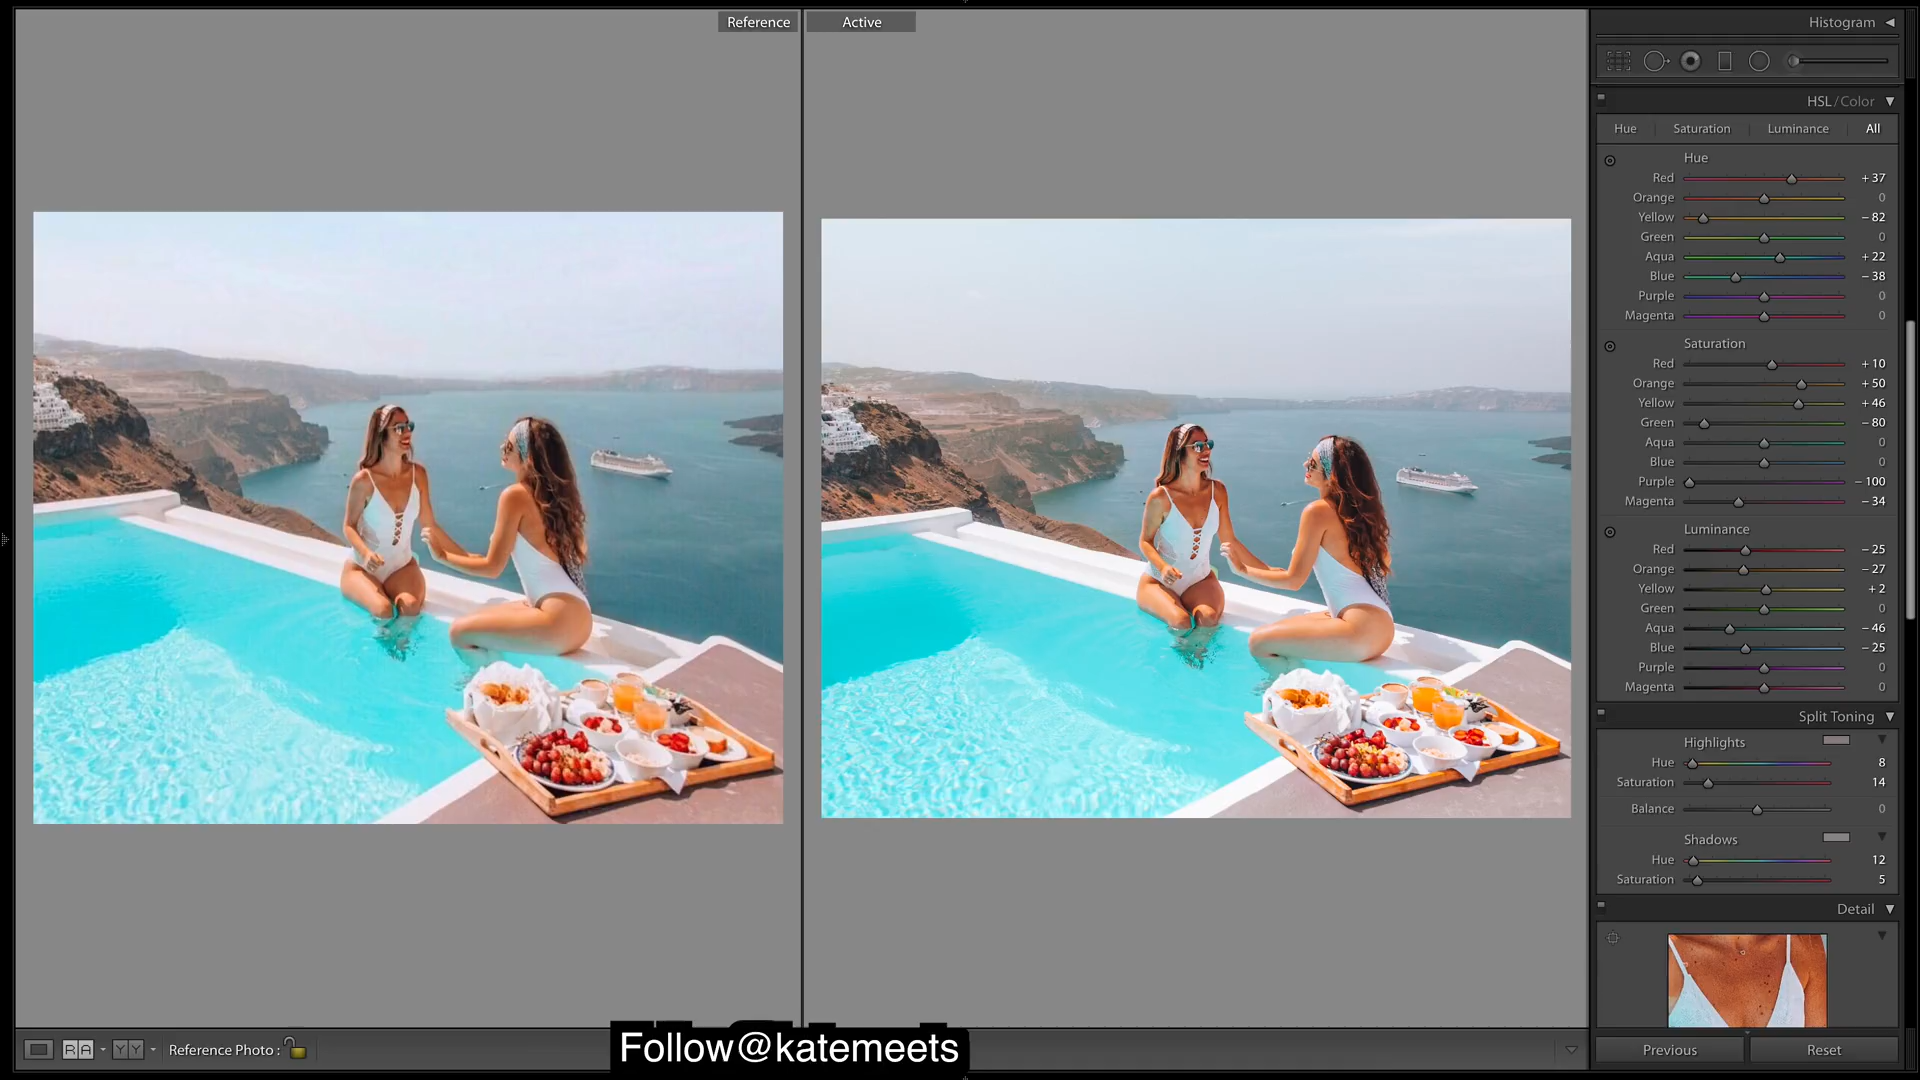 Reference
Active
Histogram
HSL / Color
Hue Saturation Luminance All
Hue
Red + 37
Orange 0
Yellow − 82
Green 0
Aqua + 22
Blue − 38
Purple 0
Magenta 0
Saturation
Red + 10
Orange + 50
Yellow + 46
Green − 80
Aqua 0
Blue 0
Purple − 100
Magenta − 34
Luminance
Red − 25
Orange − 27
Yellow + 2
Green 0
Aqua − 46
Blue − 25
Purple 0
Magenta 0
Split Toning
Highlights
Hue 8
Saturation 14
Balance 0
Shadows
Hue 12
Saturation 5
Detail
RA YY Reference Photo :
Follow@katemeets
Previous Reset